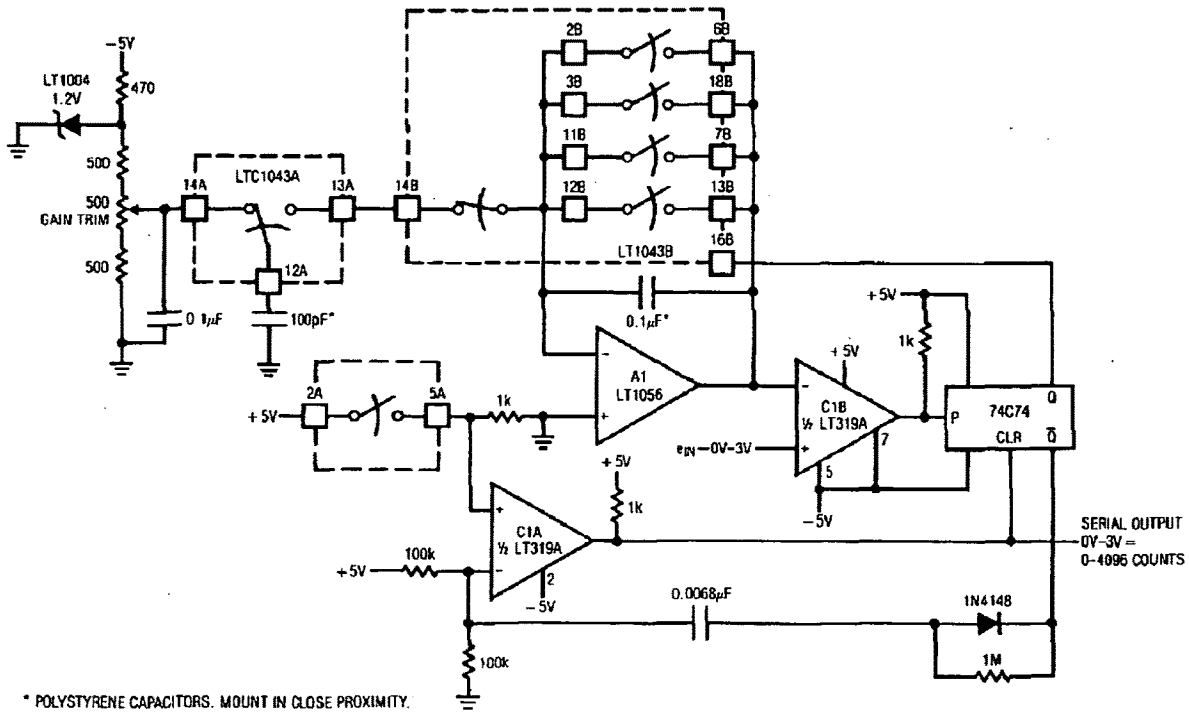 −5V
LT1004
1.2V
470
500
500
GAIN TRIM
500
0.1µF
14A
LTC1043A
13A
12A
100pF*
14B
2B
6B
3B
18B
11B
7B
12B
13B
16B
LT1043B
0.1µF*
+5V
2A
5A
1k
−
A1
LT1056
+
+5V
1k
+5V
−
C1B
½ LT319A
+
7
5
−5V
eIN−0V−3V
P
Q
74C74
CLR
Q̅
+
C1A
½ LT319A
−
2
−5V
+5V
1k
+5V
100k
100k
0.0068µF
1N4148
1M
SERIAL OUTPUT
0V−3V =
0-4096 COUNTS
* POLYSTYRENE CAPACITORS. MOUNT IN CLOSE PROXIMITY.